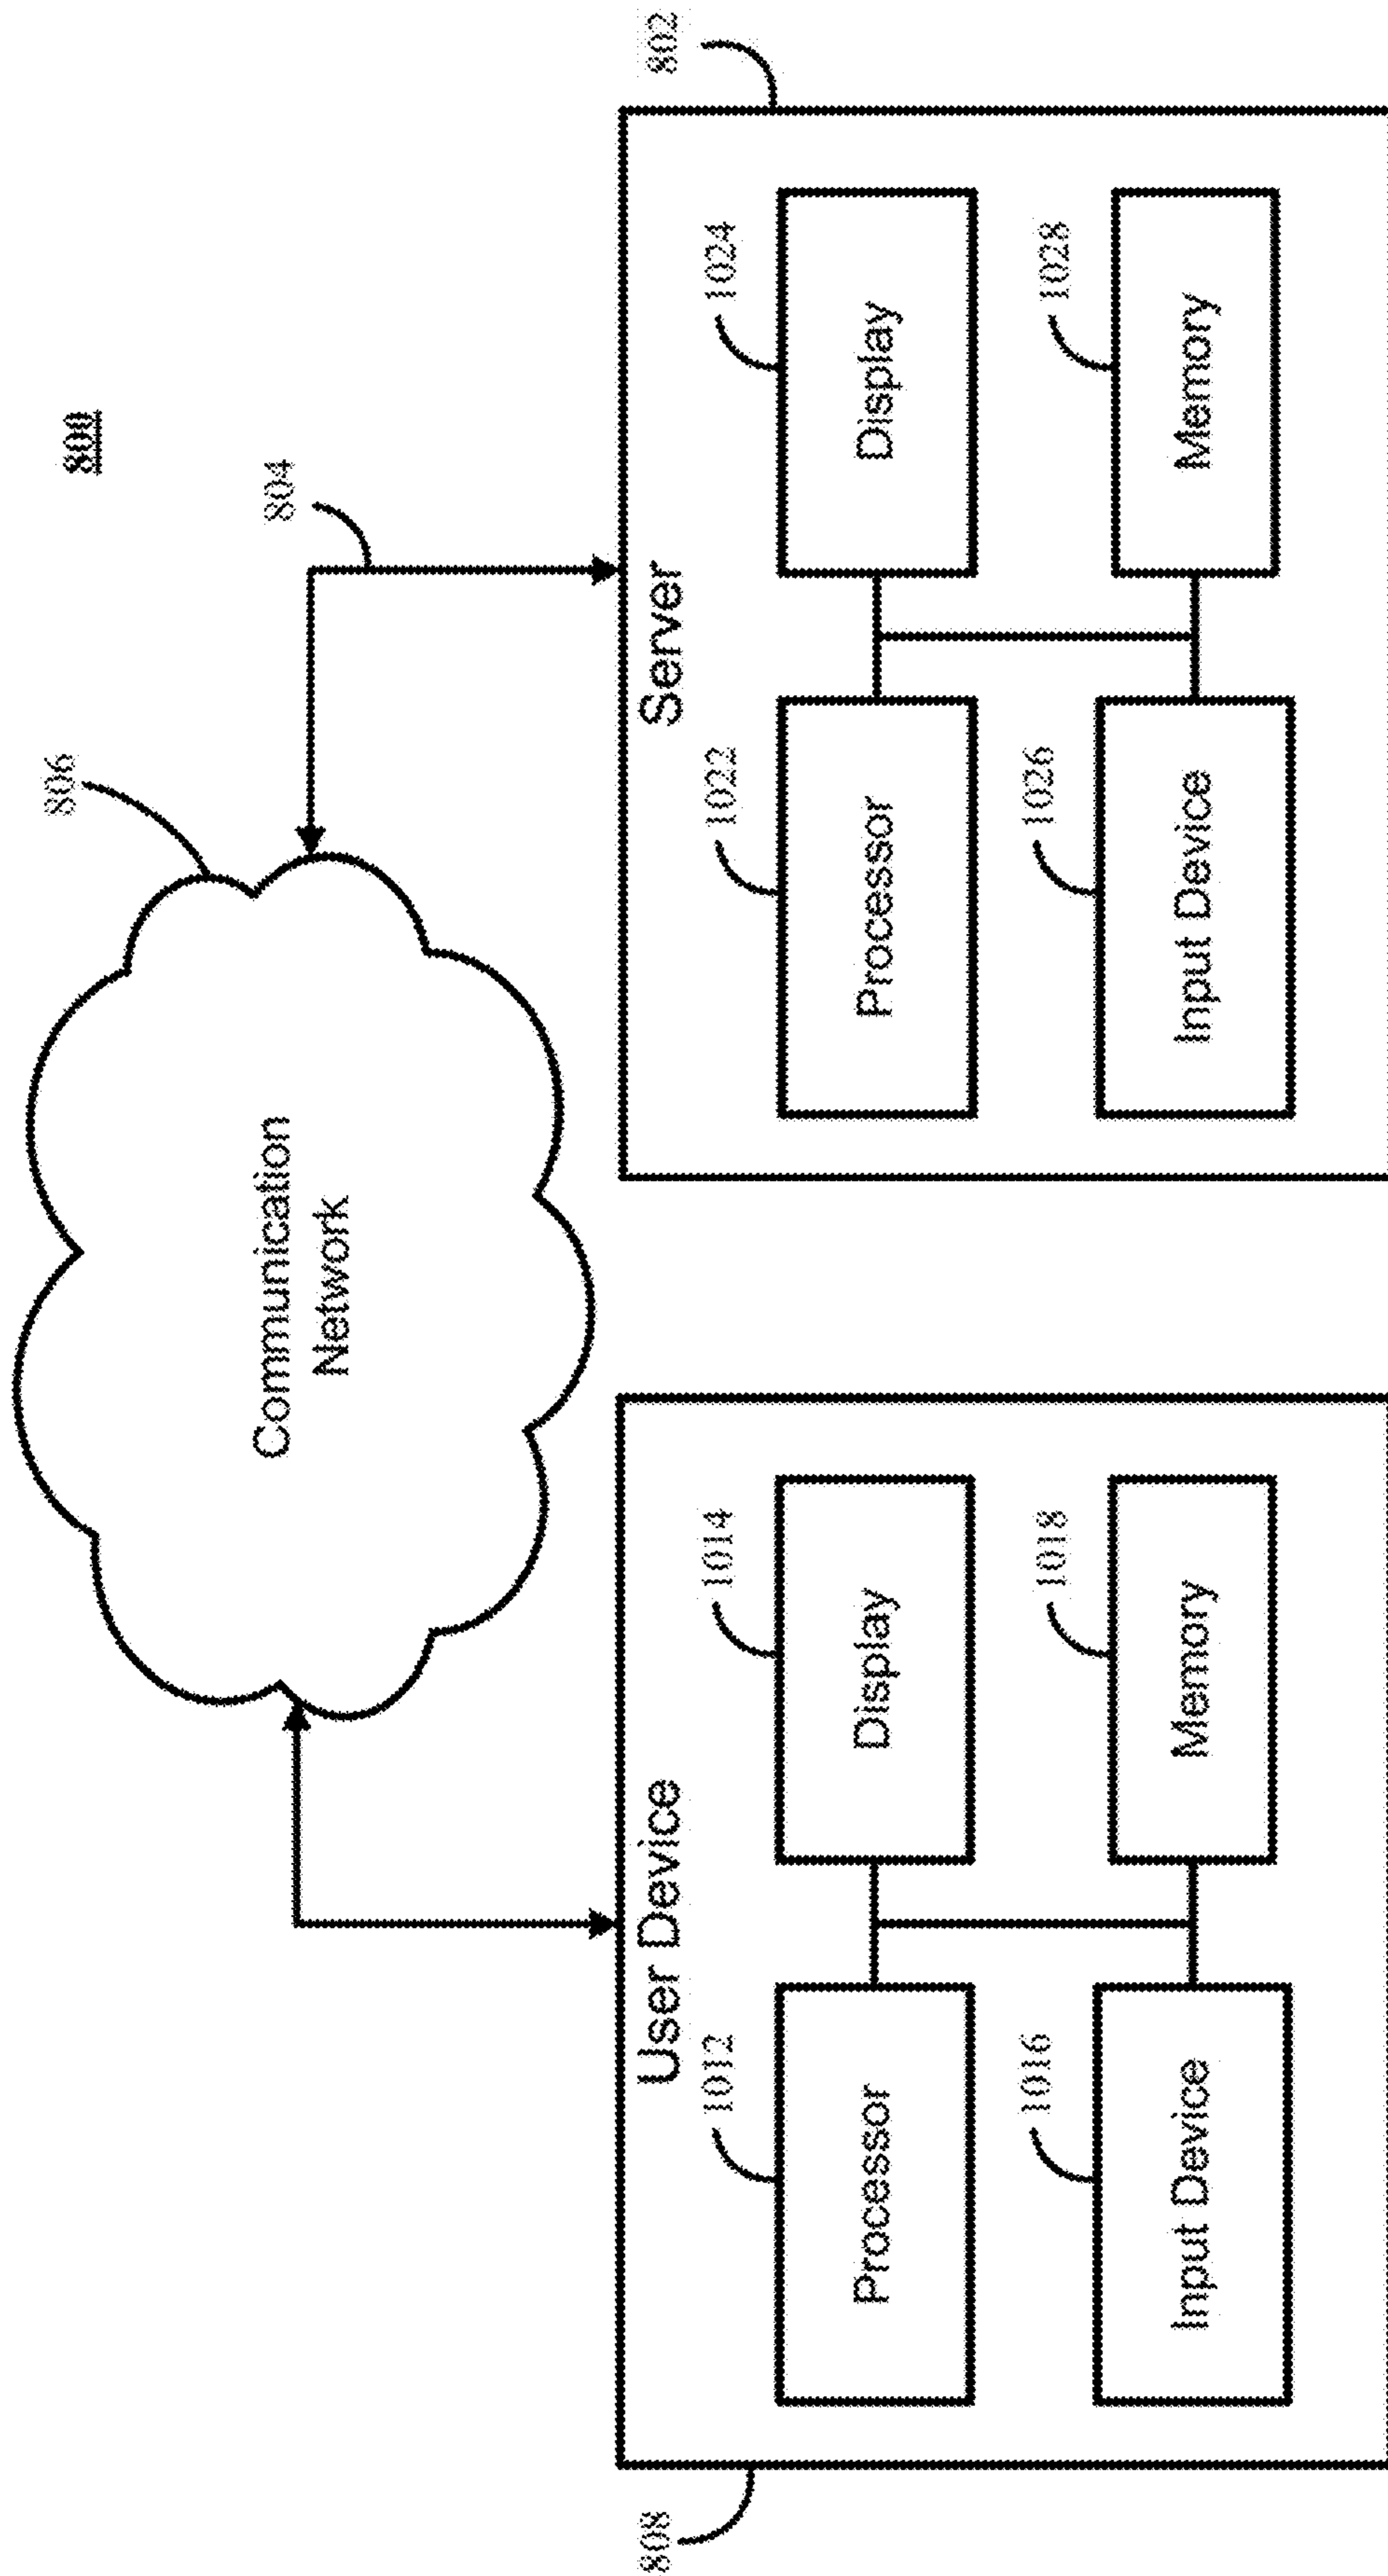 800
806
804
Communication
Network
808
User Device
1012
Processor
1014
Display
1016
Input Device
1018
Memory
802
Server
1022
Processor
1024
Display
1026
Input Device
1028
Memory